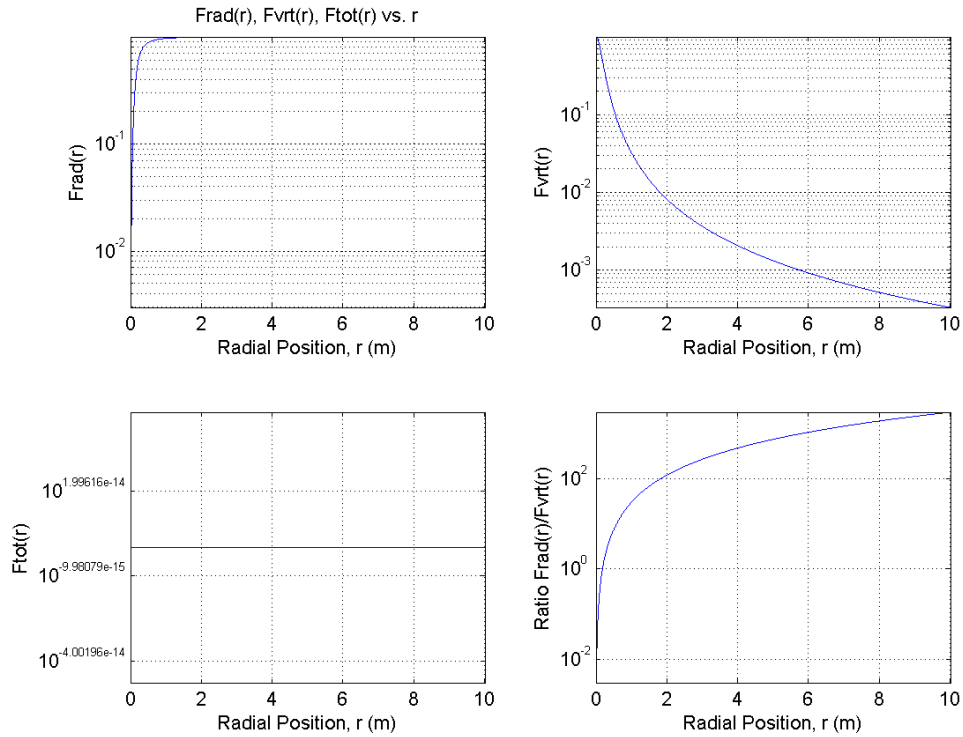 Frad(r), Fvrt(r), Ftot(r) vs. r
Frad(r)
10^-1
10^-2
0 2 4 6 8 10
Radial Position, r (m)
Fvrt(r)
10^-1
10^-2
10^-3
0 2 4 6 8 10
Radial Position, r (m)
Ftot(r)
10^1.99616e-14
10^-9.98079e-15
10^-4.00196e-14
0 2 4 6 8 10
Radial Position, r (m)
Ratio Frad(r)/Fvrt(r)
10^2
10^0
10^-2
0 2 4 6 8 10
Radial Position, r (m)